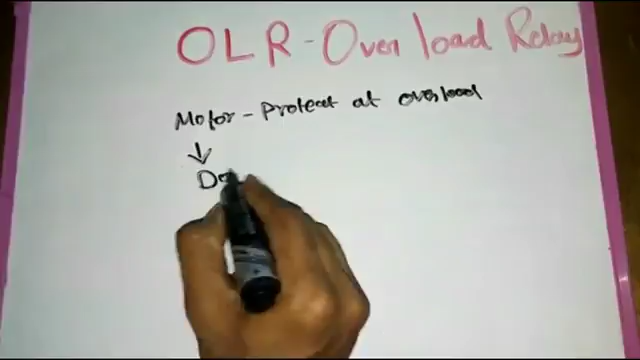 OLR - Over load Relay
Motor - Protect at overload
↓